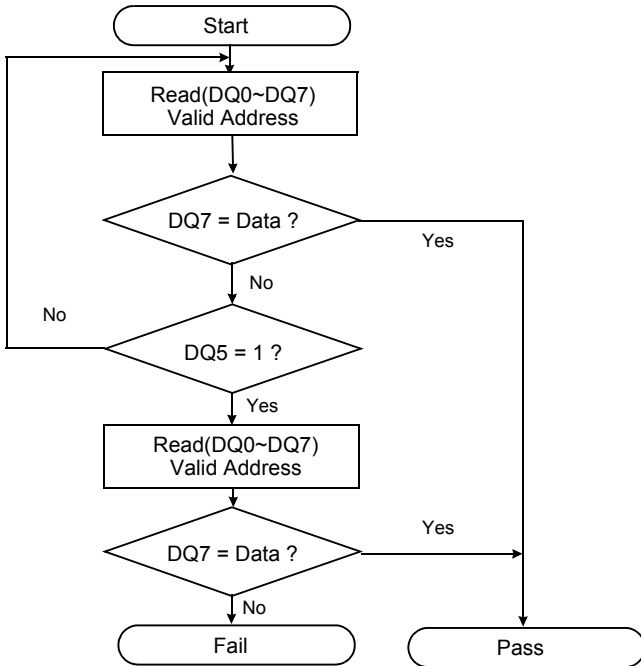 Start
Read(DQ0~DQ7)
Valid Address
DQ7 = Data ?
Yes
No
No
DQ5 = 1 ?
Yes
Read(DQ0~DQ7)
Valid Address
Yes
DQ7 = Data ?
No
Fail
Pass